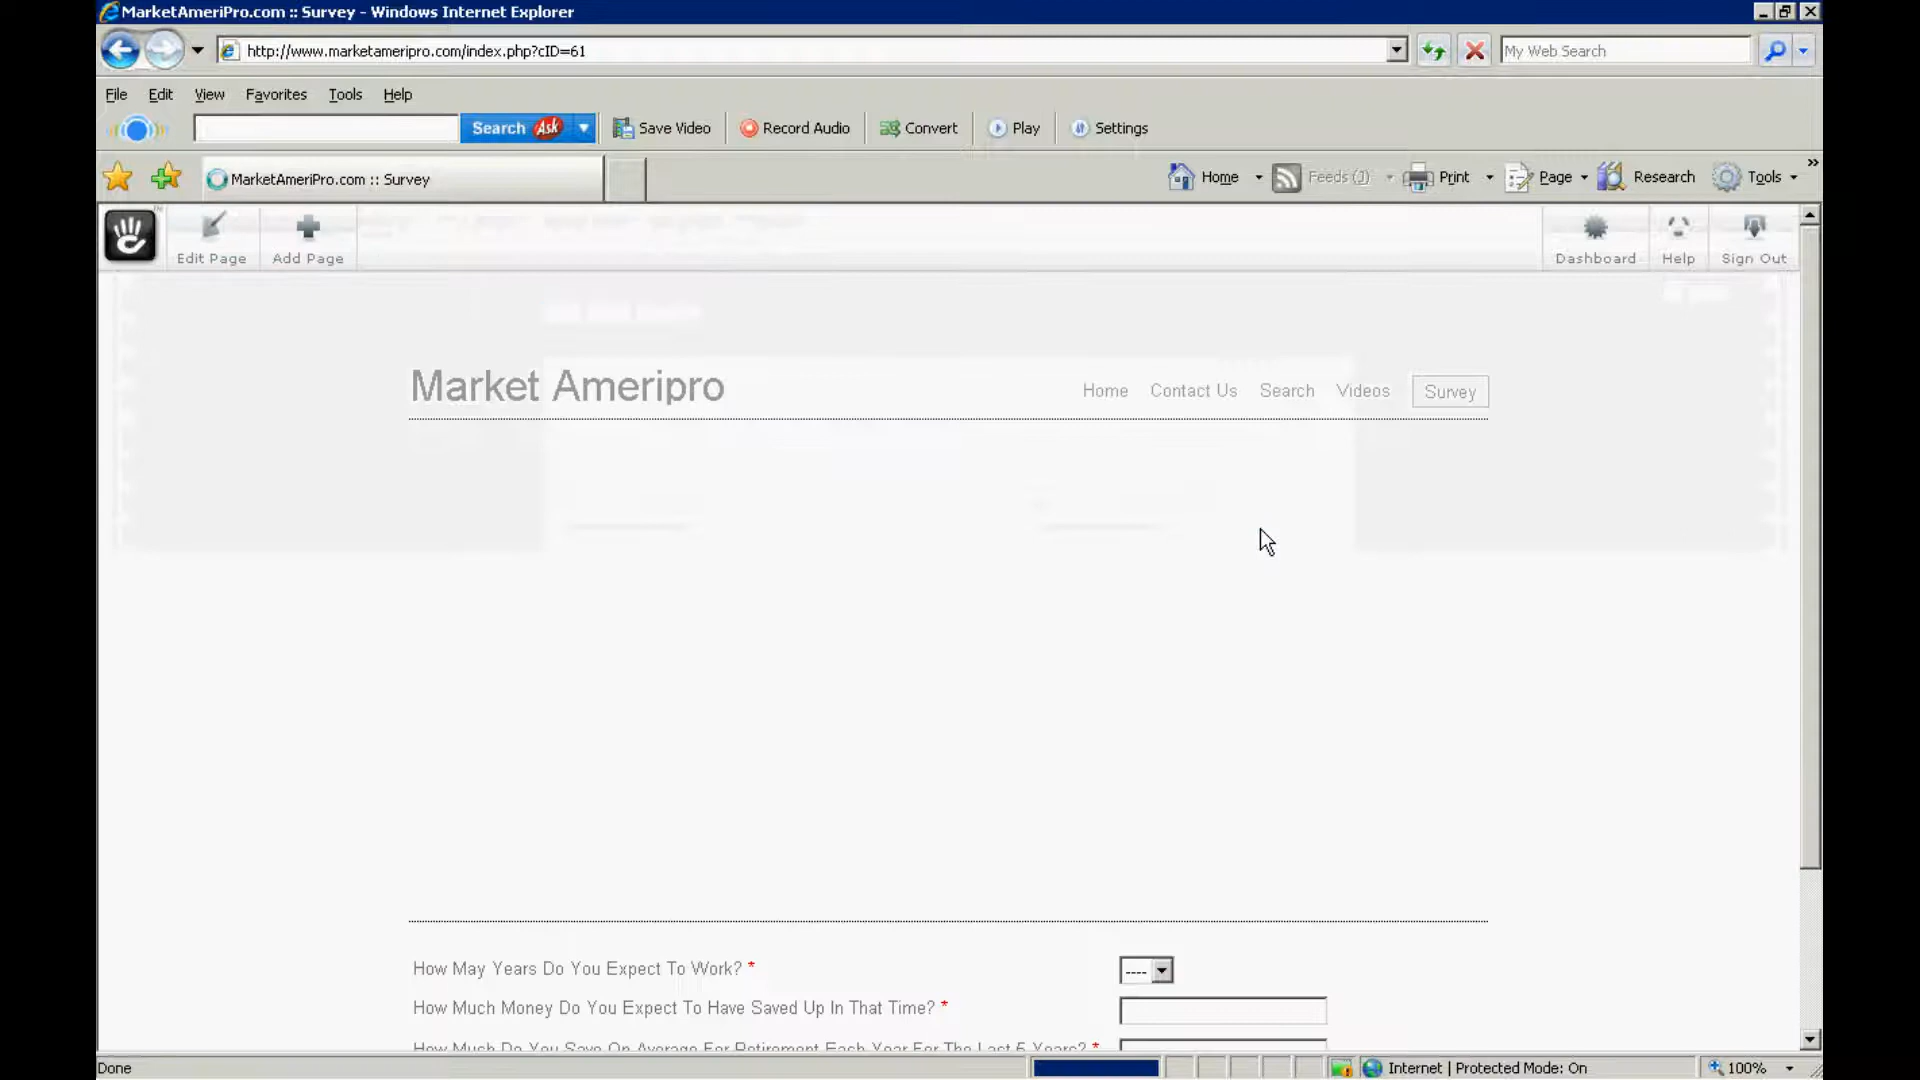 MarketAmeriPro.com :: Survey - Windows Internet Explorer
http://www.marketameripro.com/index.php?cID=61
My Web Search
File Edit View Favorites Tools Help
Search Ask Save Video Record Audio Convert Play Settings
MarketAmeriPro.com :: Survey
Home Feeds (J) Print Page Research Tools »
Edit Page Add Page Dashboard Help Sign Out
Market Ameripro
Home Contact Us Search Videos Survey
How May Years Do You Expect To Work? *
----
How Much Money Do You Expect To Have Saved Up In That Time? *
How Much Do You Save On Average For Retirement Each Year For The Last 5 Years? *
Done Internet | Protected Mode: On 100%